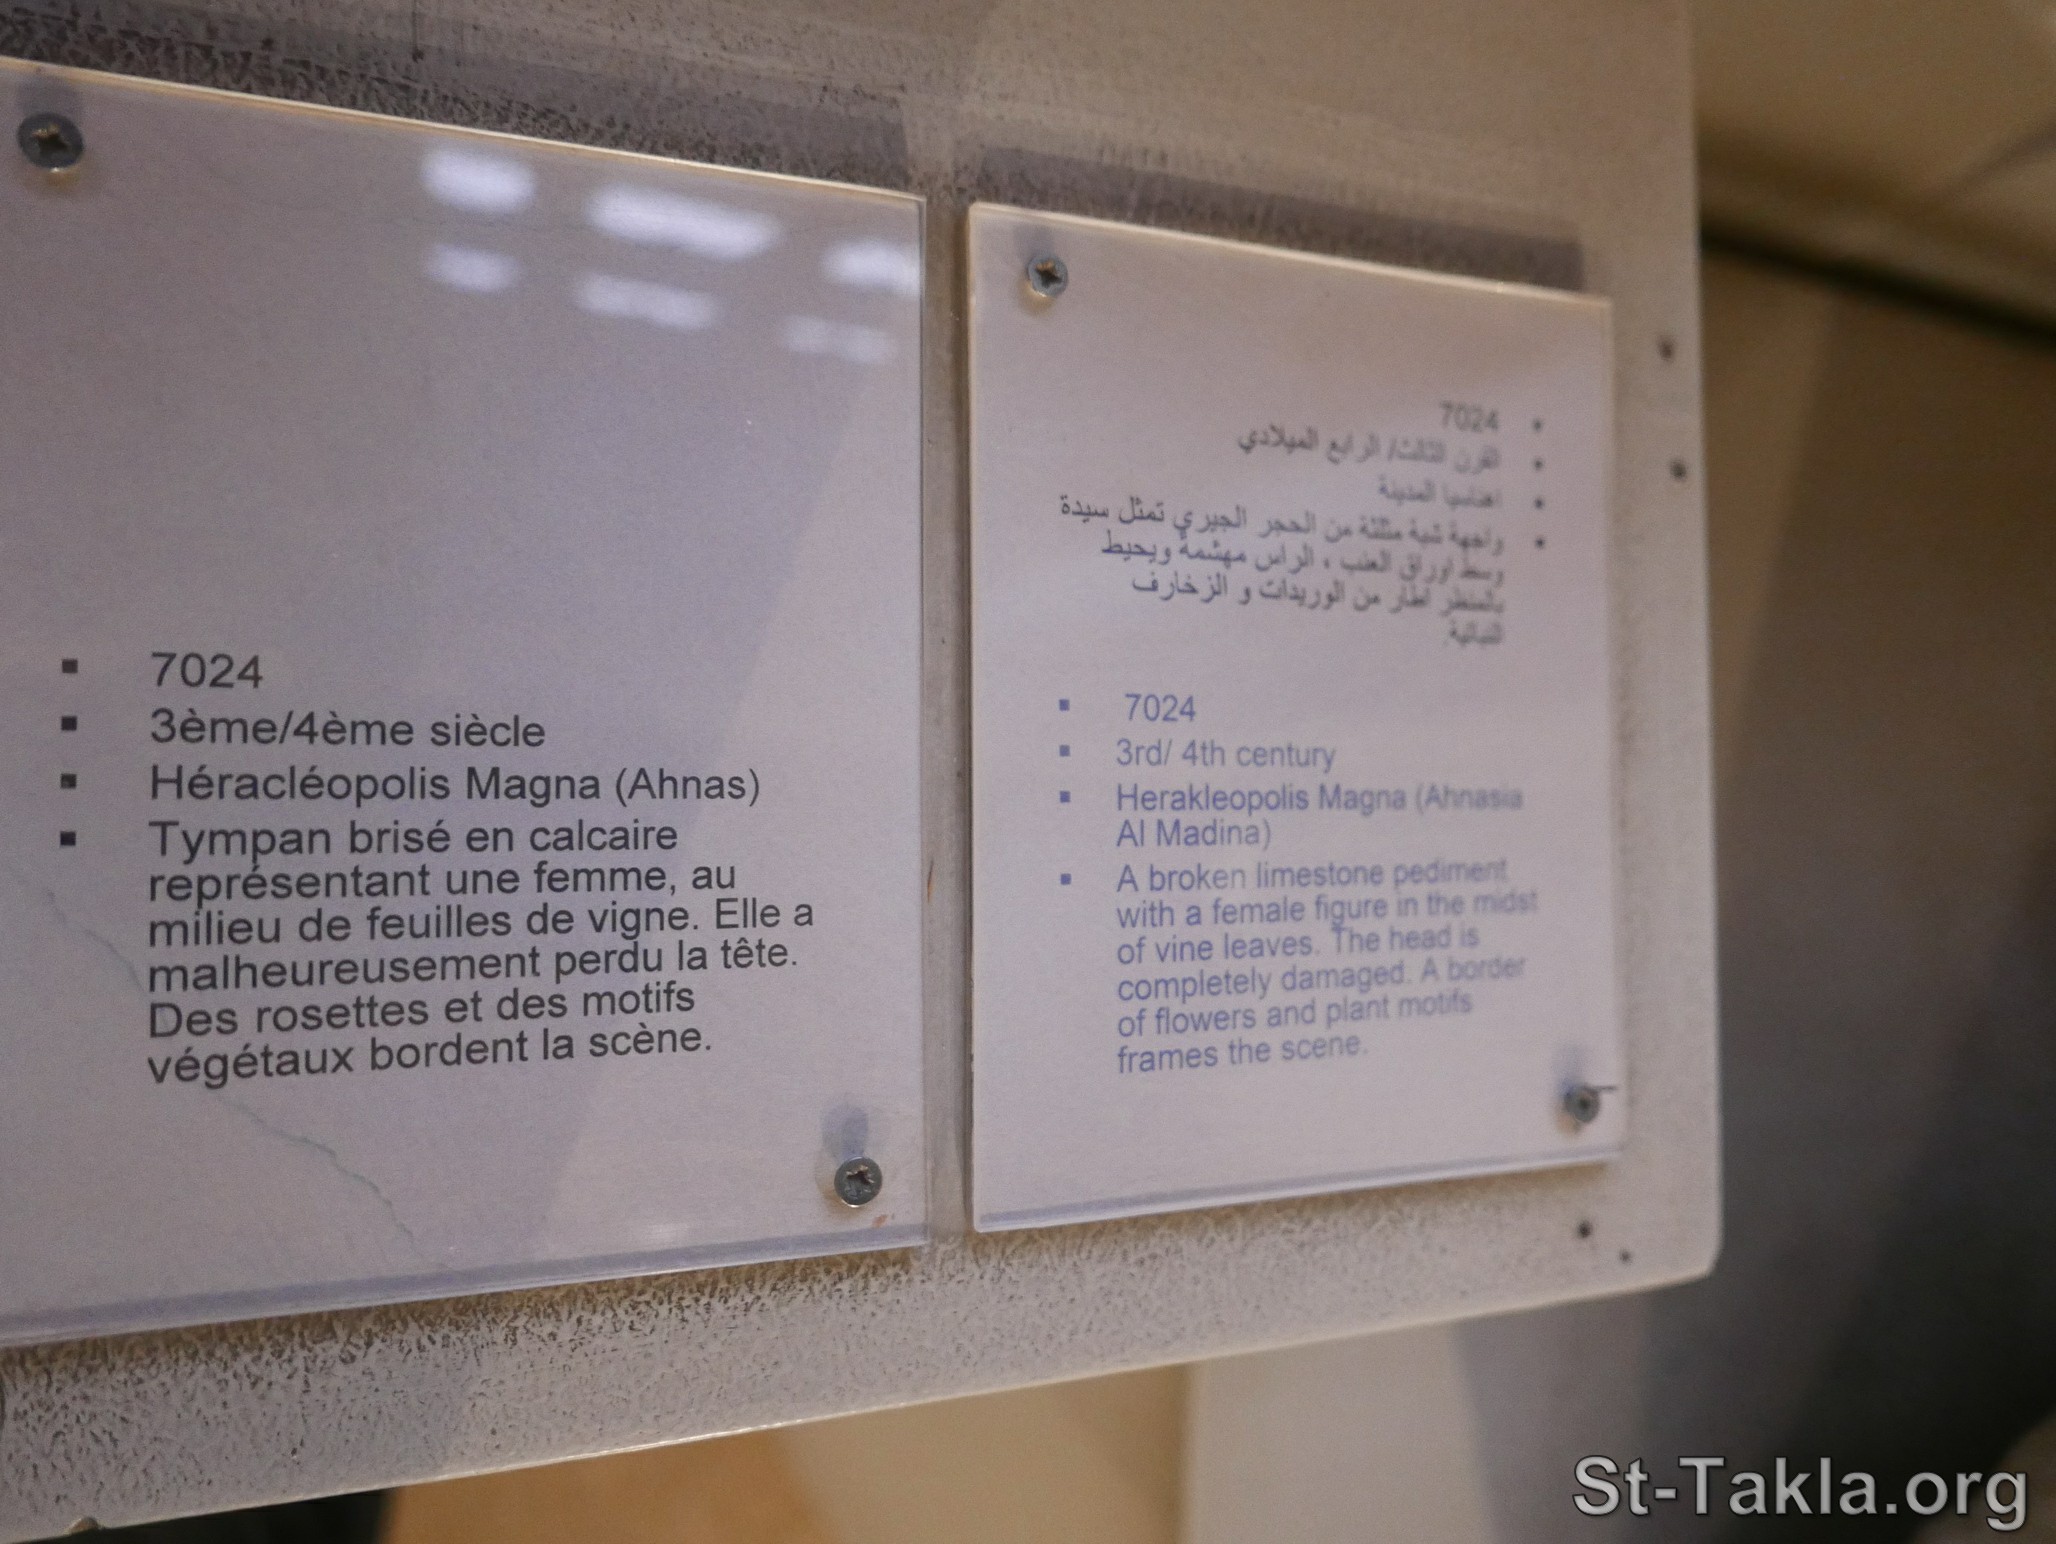 7024
3ème/4ème siècle
Héracléopolis Magna (Ahnas)
Tympan brisé en calcaire
représentant une femme, au
milieu de feuilles de vigne. Elle a
malheureusement perdu la tête.
Des rosettes et des motifs
végétaux bordent la scène.
7024
القرن الثالث/ الرابع الميلادي
اهناسيا المدينة
واجهة شبة مثلثة من الحجر الجيري تمثل سيدة
وسط اوراق العنب ، الراس مهشمة ويحيط
بالمنظر اطار من الوريدات و الزخارف
النباتية.
7024
3rd/ 4th century
Herakleopolis Magna (Ahnasia
Al Madina)
A broken limestone pediment
with a female figure in the midst
of vine leaves. The head is
completely damaged. A border
of flowers and plant motifs
frames the scene.
St-Takla.org